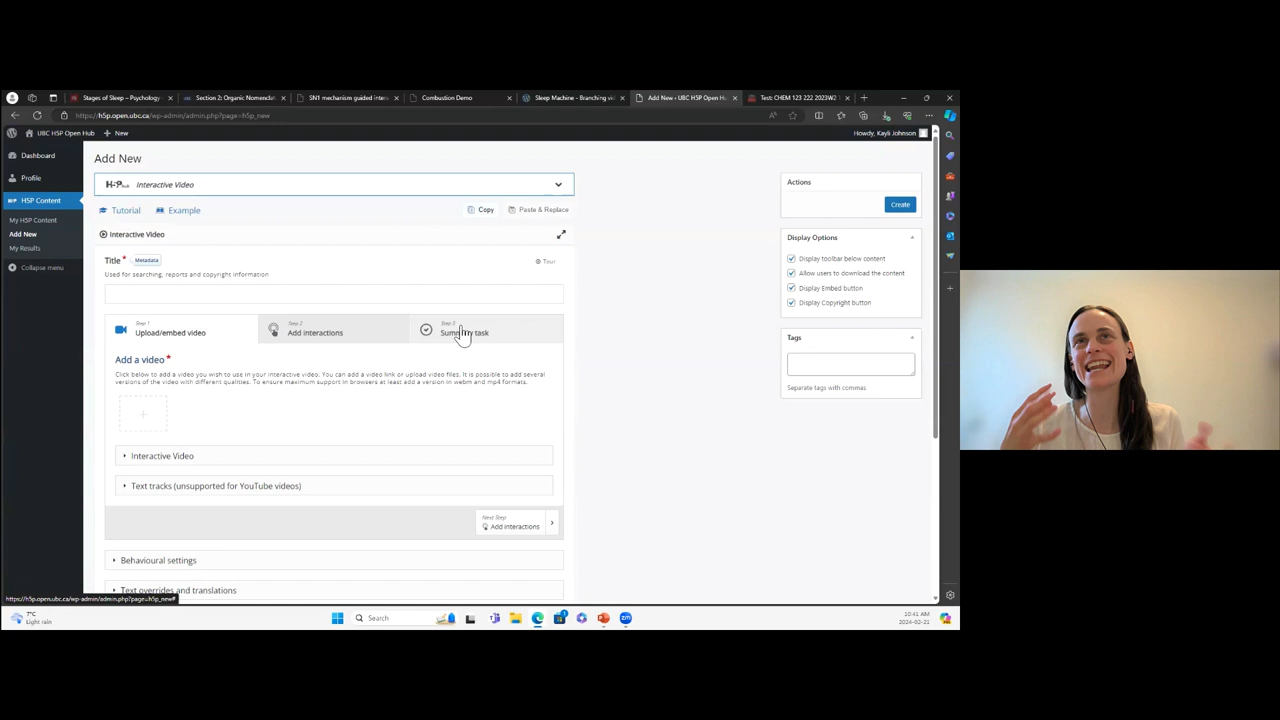 Stages of Sleep – Psychology
Section 2: Organic Nomenclat
SN1 mechanism guided inter
Combustion Demo
Sleep Machine - Branching vi
Add New ‹ UBC H5P Open Hu
Test: CHEM 123 222 2023W2
https://h5p.open.ubc.ca/wp-admin/admin.php?page=h5p_new
UBC H5P Open Hub
New
Howdy, Kayli Johnson
Dashboard
Profile
H5P Content
My H5P Content
Add New
My Results
Collapse menu
Add New
H5P hub Interactive Video
Tutorial
Example
Copy
Paste & Replace
Interactive Video
Title * Metadata
Tour
Used for searching, reports and copyright information
Step 1
Upload/embed video
Step 2
Add interactions
Step 3
Summary task
Add a video *
Click below to add a video you wish to use in your interactive video. You can add a video link or upload video files. It is possible to add several
versions of the video with different qualities. To ensure maximum support in browsers at least add a version in webm and mp4 formats.
Interactive Video
Text tracks (unsupported for YouTube videos)
Next Step
Add interactions
Behavioural settings
Text overrides and translations
Actions
Create
Display Options
Display toolbar below content
Allow users to download the content
Display Embed button
Display Copyright button
Tags
Separate tags with commas
https://h5p.open.ubc.ca/wp-admin/admin.php?page=h5p_new#
7°C
Light rain
Search
10:41 AM
2024-02-21